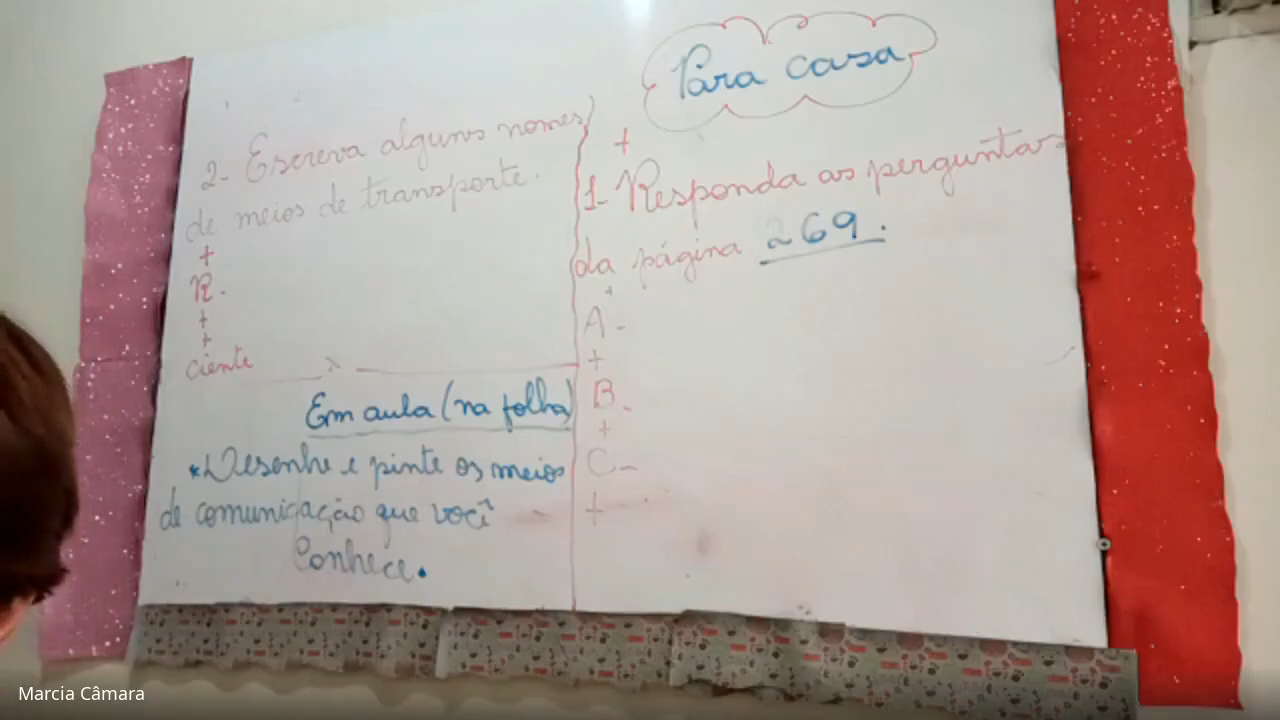 Para casa
+
1- Responda as perguntas
da página 269.
+
A-
+
B-
+
C-
+
2- Escreva alguns nomes
de meios de transporte.
+
R-
+
+
ciente
Em aula (na folha)
*Desenhe e pinte os meios
de comunicação que você
Conhece.
Marcia Câmara